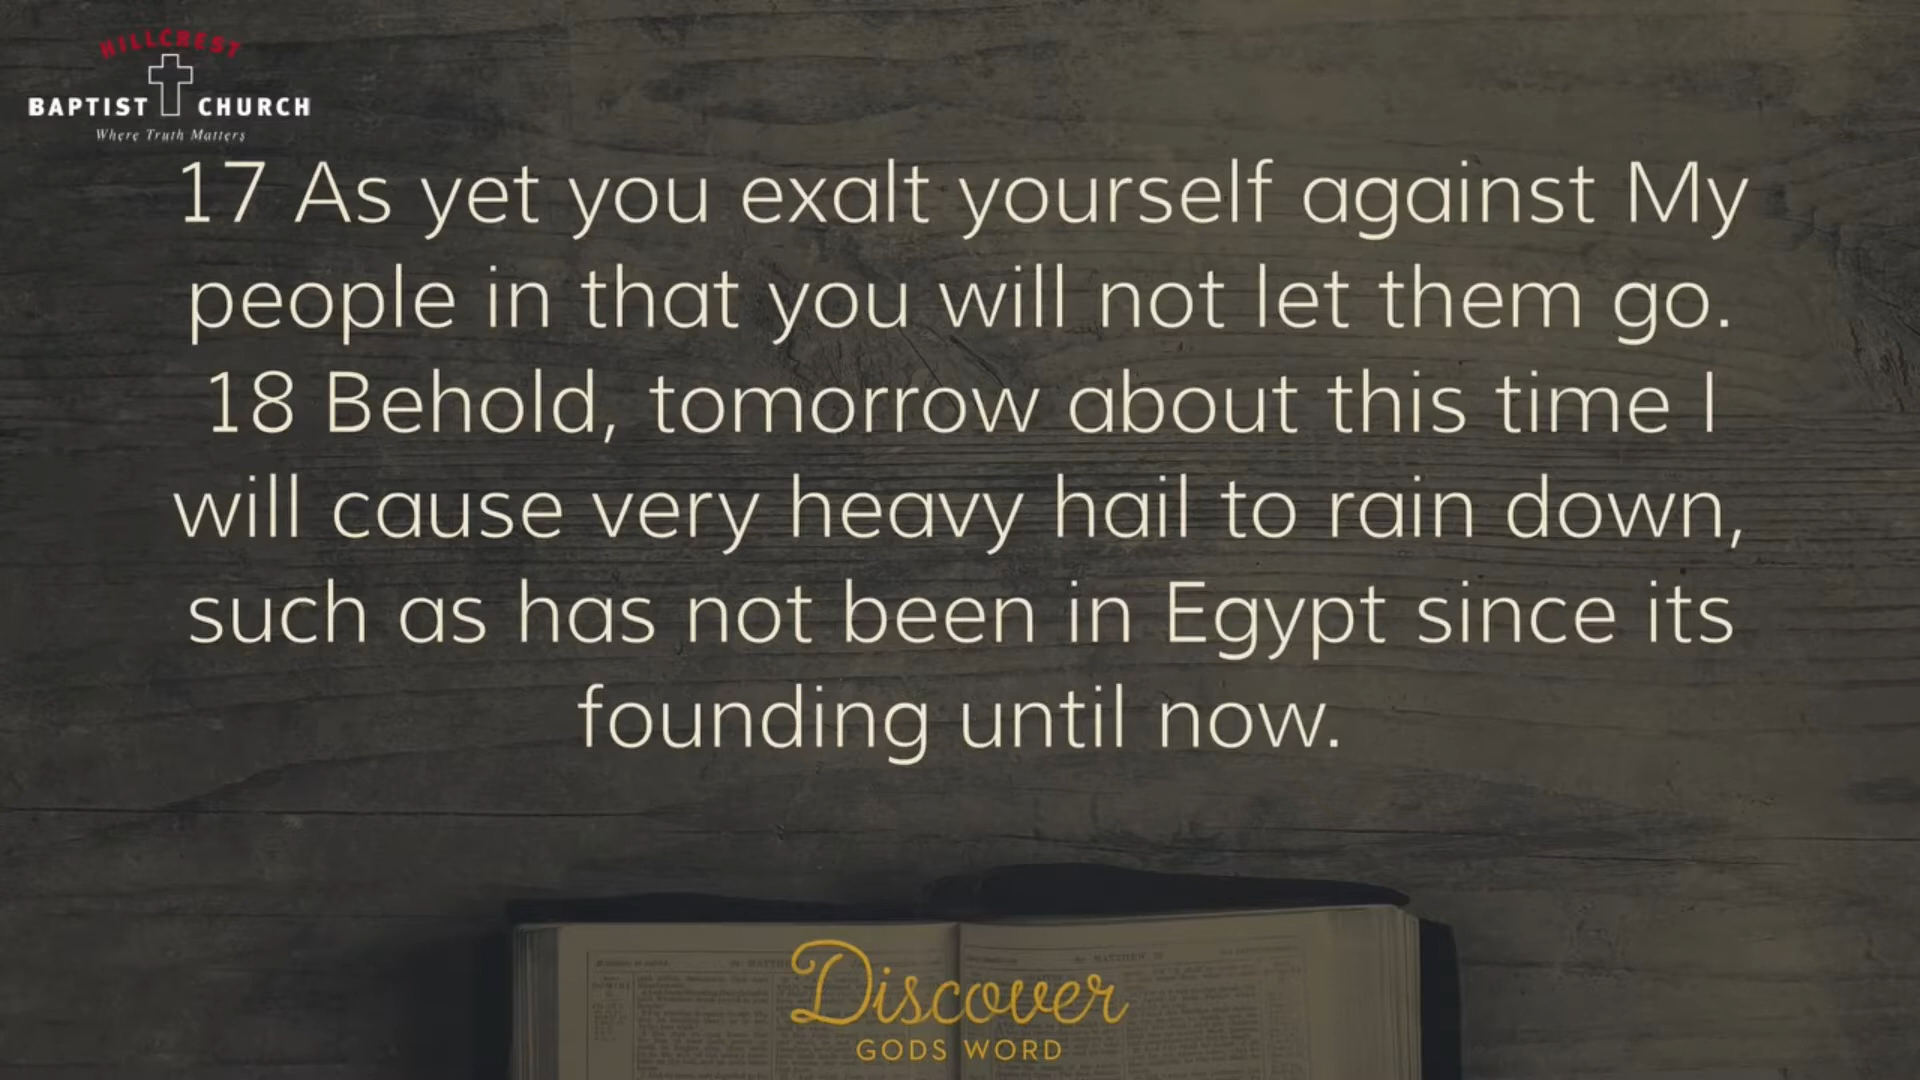 HILLCREST
BAPTIST CHURCH
Where Truth Matters
17 As yet you exalt yourself against My
people in that you will not let them go.
18 Behold, tomorrow about this time I
will cause very heavy hail to rain down,
such as has not been in Egypt since its
founding until now.
Discover
GODS WORD